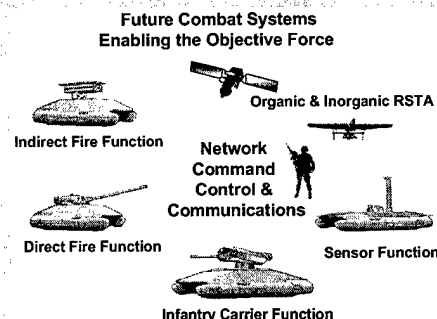 Future Combat Systems
Enabling the Objective Force
Organic & Inorganic RSTA
Indirect Fire Function
Network
Command
Control &
Communications
Direct Fire Function
Sensor Function
Infantry Carrier Function